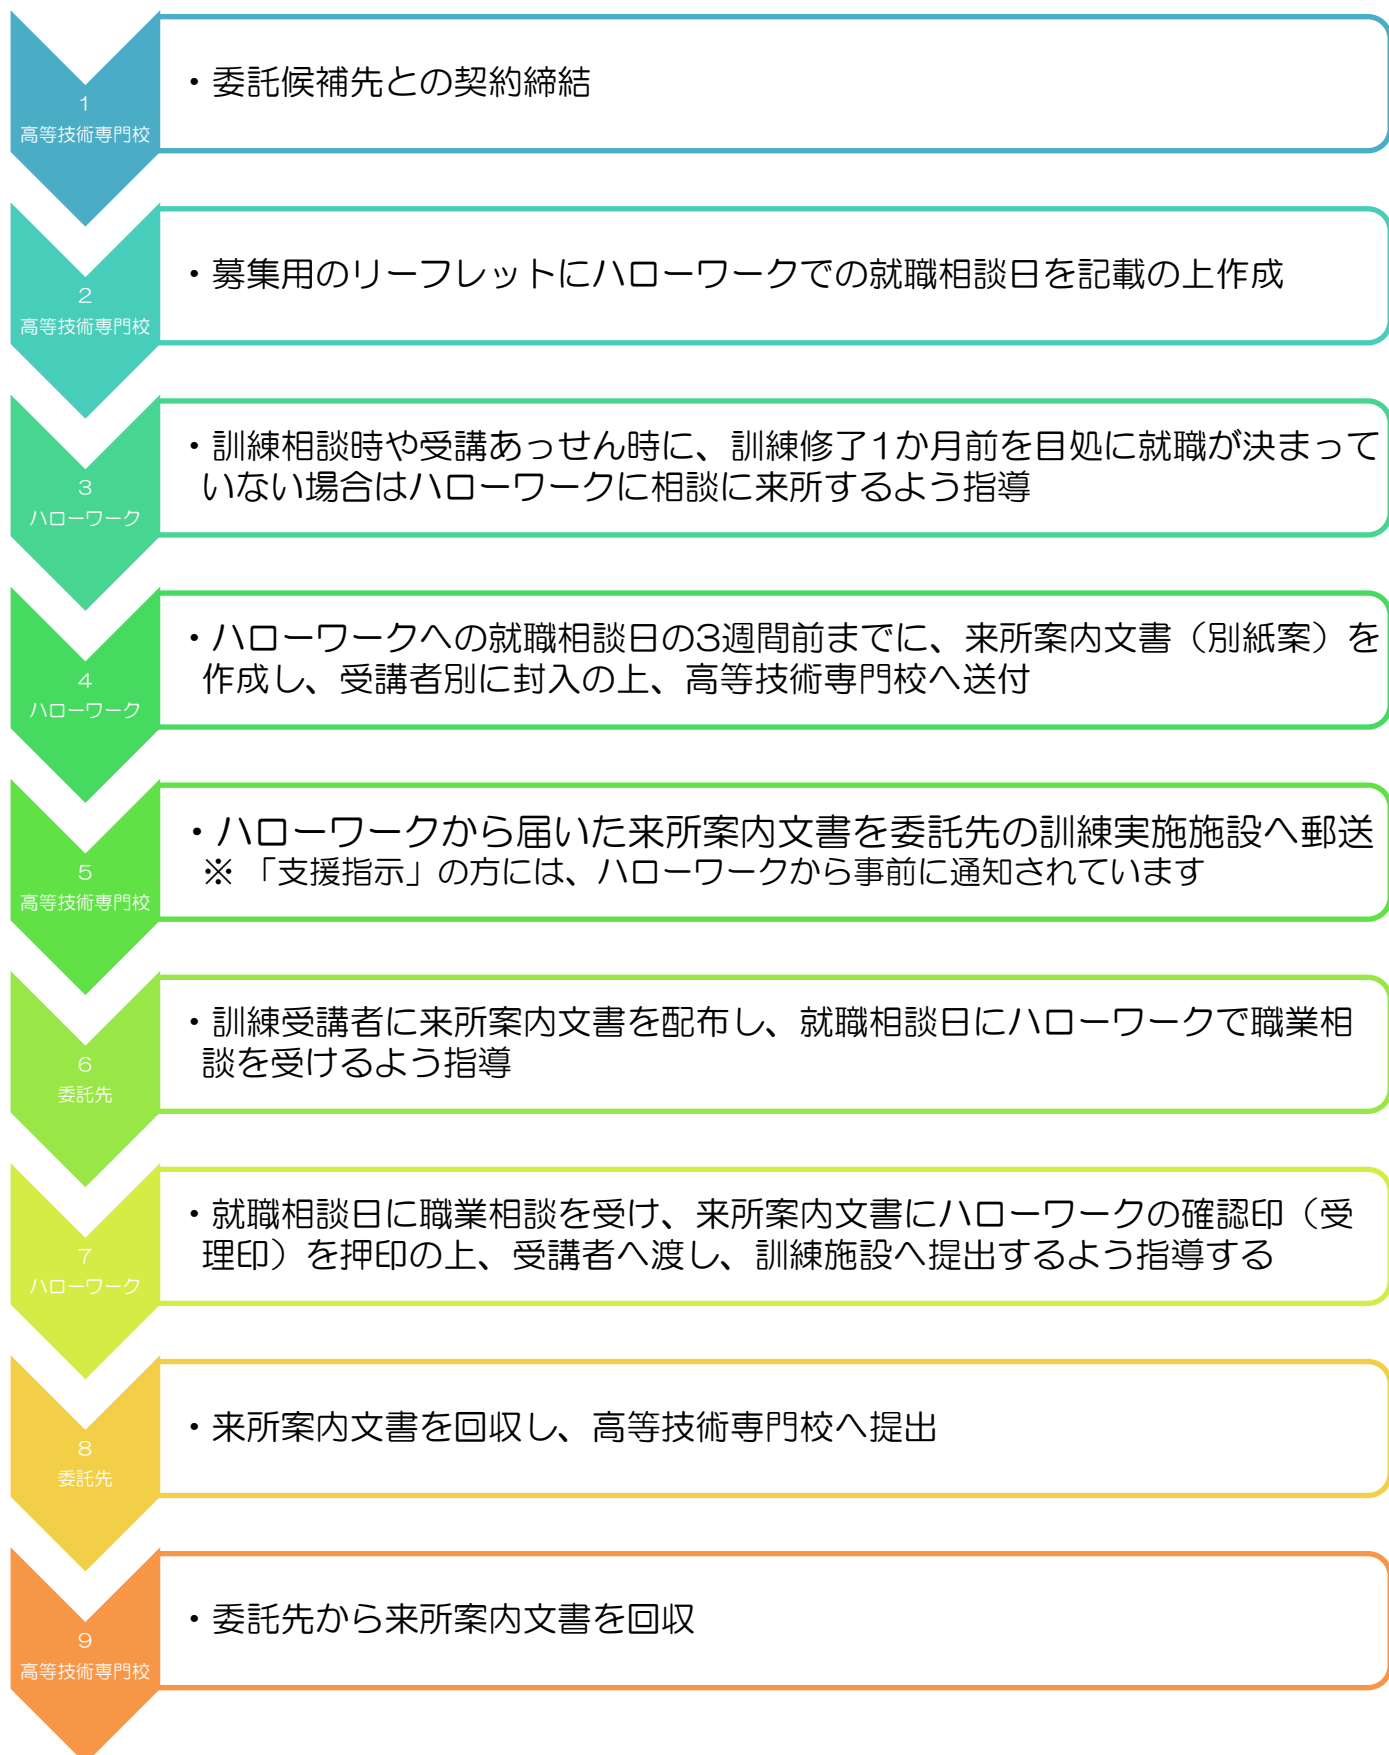 1
高等技術専門校
・委託候補先との契約締結
2
高等技術専門校
・募集用のリーフレットにハローワークでの就職相談日を記載の上作成
3
ハローワーク
・訓練相談時や受講あっせん時に、訓練修了1か月前を目処に就職が決まって
いない場合はハローワークに相談に来所するよう指導
4
ハローワーク
・ハローワークへの就職相談日の3週間前までに、来所案内文書（別紙案）を
作成し、受講者別に封入の上、高等技術専門校へ送付
5
高等技術専門校
・ハローワークから届いた来所案内文書を委託先の訓練実施施設へ郵送
※「支援指示」の方には、ハローワークから事前に通知されています
6
委託先
・訓練受講者に来所案内文書を配布し、就職相談日にハローワークで職業相
談を受けるよう指導
7
ハローワーク
・就職相談日に職業相談を受け、来所案内文書にハローワークの確認印（受
理印）を押印の上、受講者へ渡し、訓練施設へ提出するよう指導する
8
委託先
・来所案内文書を回収し、高等技術専門校へ提出
9
高等技術専門校
・委託先から来所案内文書を回収